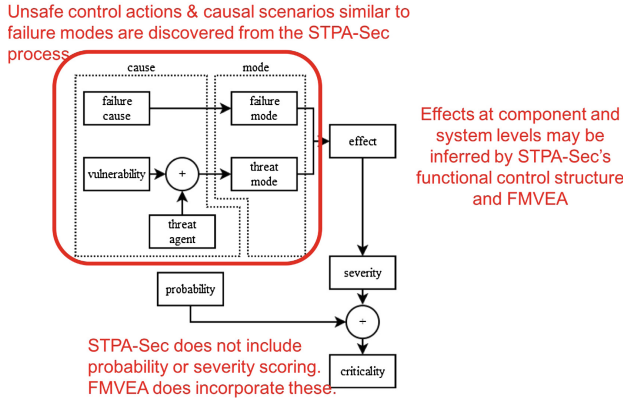 Unsafe control actions & causal scenarios similar to
failure modes are discovered from the STPA-Sec
process.
cause
mode
failure
cause
failure
mode
effect
vulnerability
+
threat
mode
threat
agent
Effects at component and
system levels may be
inferred by STPA-Sec's
functional control structure
and FMVEA
severity
probability
+
criticality
STPA-Sec does not include
probability or severity scoring.
FMVEA does incorporate these.